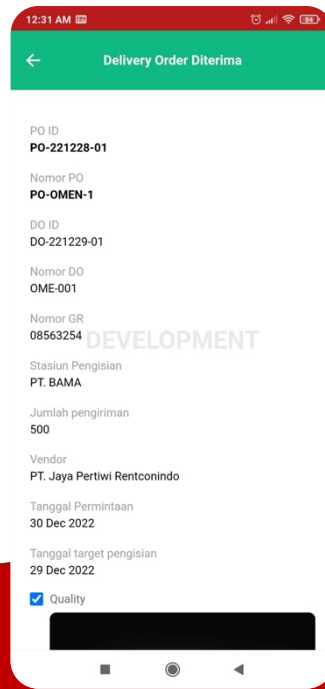 12:31 AM
84
Delivery Order Diterima
PO ID
PO-221228-01
Nomor PO
PO-OMEN-1
DO ID
DO-221229-01
Nomor DO
OME-001
Nomor GR
08563254
DEVELOPMENT
Stasiun Pengisian
PT. BAMA
Jumlah pengiriman
500
Vendor
PT. Jaya Pertiwi Rentconindo
Tanggal Permintaan
30 Dec 2022
Tanggal target pengisian
29 Dec 2022
Quality